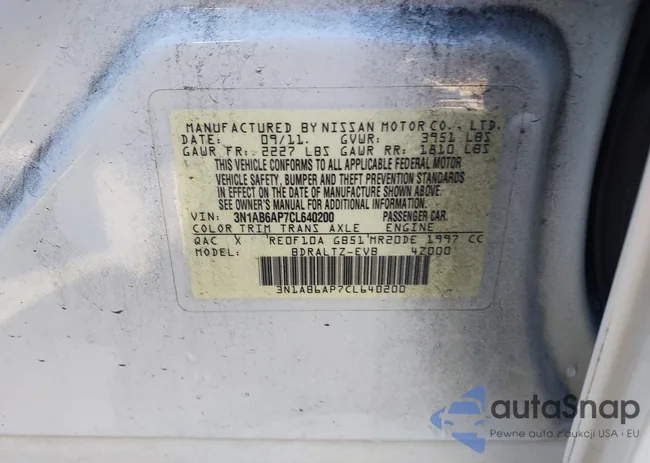 MANUFACTURED BY NISSAN MOTOR CO., LTD.
DATE: 09/11. GVWR: 3951 LBS
GAWR FR: 2227 LBS GAWR RR: 1810 LBS
THIS VEHICLE CONFORMS TO ALL APPLICABLE FEDERAL MOTOR
VEHICLE SAFETY, BUMPER AND THEFT PREVENTION STANDARDS
IN EFFECT ON THE DATE OF MANUFACTURE SHOWN ABOVE.
SEE OWNER'S MANUAL FOR ADDITIONAL INFORMATION.
VIN: 3N1AB6AP7CL640200 PASSENGER CAR.
COLOR TRIM TRANS AXLE ENGINE
QAC X RE0F10A GB51 MR20DE 1997 CC
MODEL: BDRALTZ-EVB 4Z000
3N1AB6AP7CL640200
autaSnap
Pewne auto z aukcji USA i EU